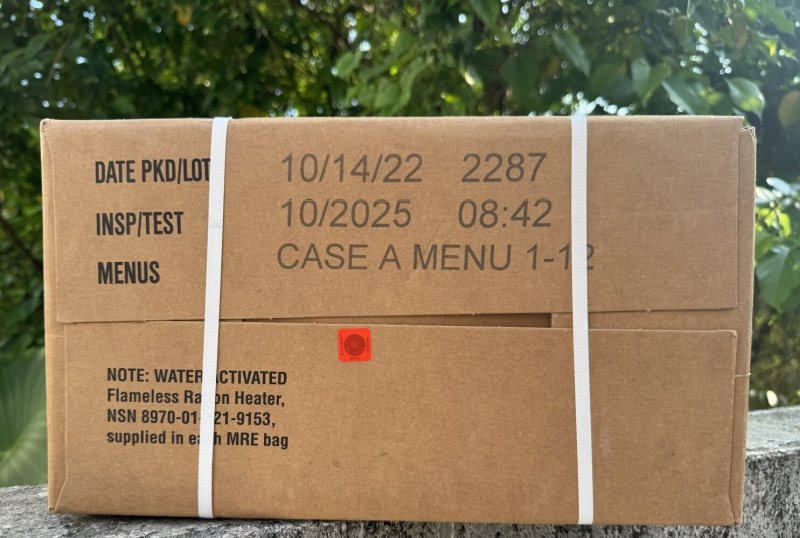 DATE PKD/LOT 10/14/22 2287
INSP/TEST 10/2025 08:42
MENUS CASE A MENU 1-12
NOTE: WATER ACTIVATED
Flameless Heater,
NSN
supplied in MRE bag